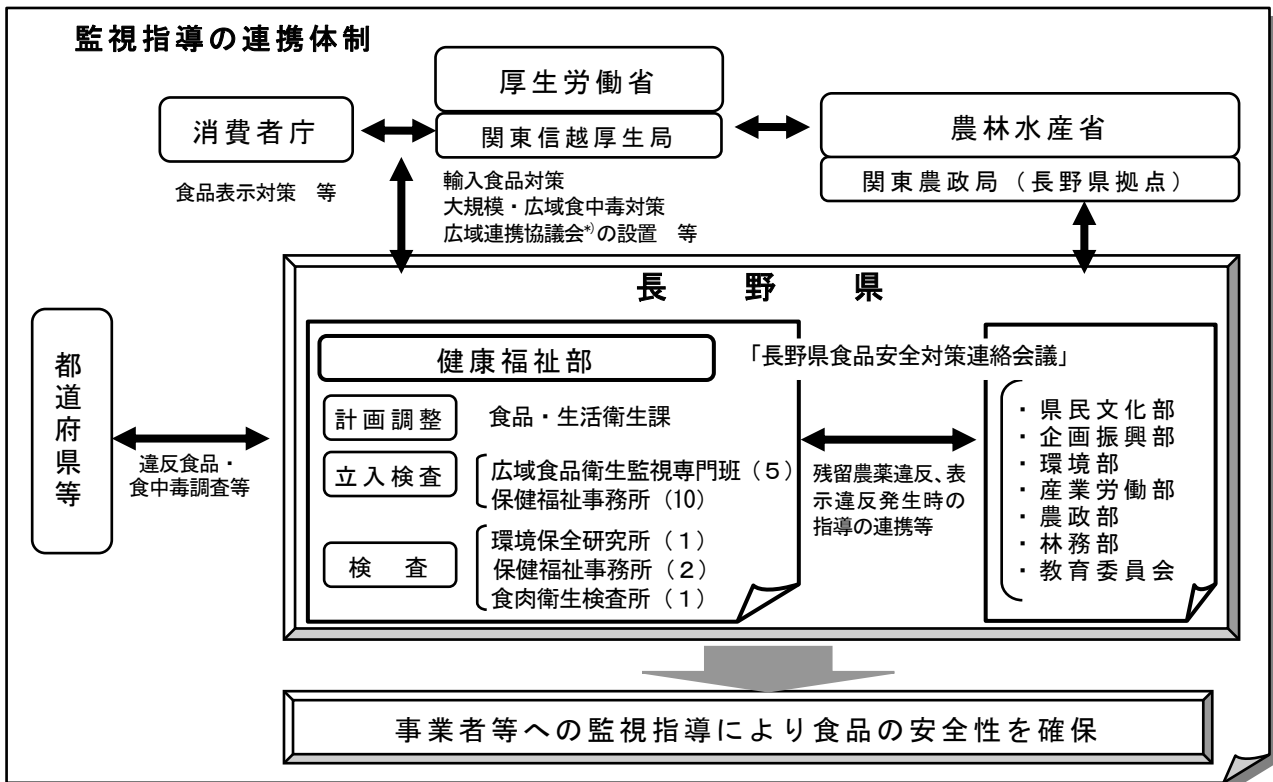 監視指導の連携体制
厚生労働省
関東信越厚生局
消費者庁
農林水産省
関東農政局（長野県拠点）
食品表示対策　等
輸入食品対策
大規模・広域食中毒対策
広域連携協議会*)の設置　等
長　野　県
都道府県等
違反食品・
食中毒調査等
健康福祉部
「長野県食品安全対策連絡会議」
計画調整
食品・生活衛生課
立入検査
広域食品衛生監視専門班（5）
保健福祉事務所（10）
検　査
環境保全研究所（1）
保健福祉事務所（2）
食肉衛生検査所（1）
残留農薬違反、表
示違反発生時の
指導の連携等
・県民文化部
・企画振興部
・環境部
・産業労働部
・農政部
・林務部
・教育委員会
事業者等への監視指導により食品の安全性を確保